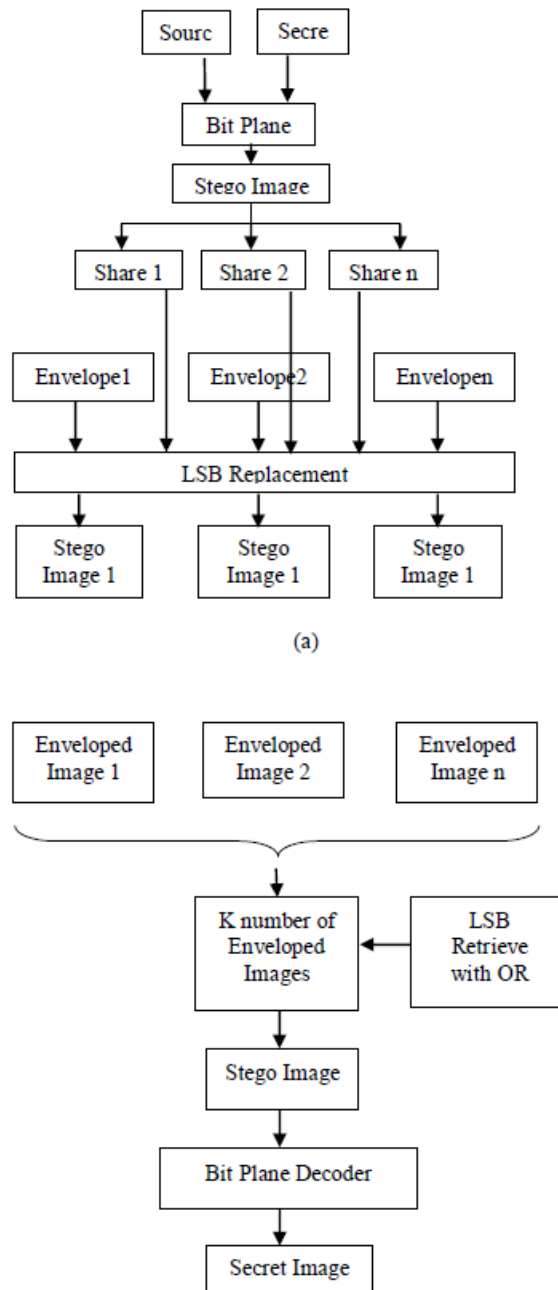 Sourc
Secre
Bit Plane
Stego Image
Share 1
Share 2
Share n
Envelope1
Envelope2
Envelopen
LSB Replacement
Stego
Image 1
Stego
Image 1
Stego
Image 1
(a)
Enveloped
Image 1
Enveloped
Image 2
Enveloped
Image n
K number of
Enveloped
Images
LSB
Retrieve
with OR
Stego Image
Bit Plane Decoder
Secret Image